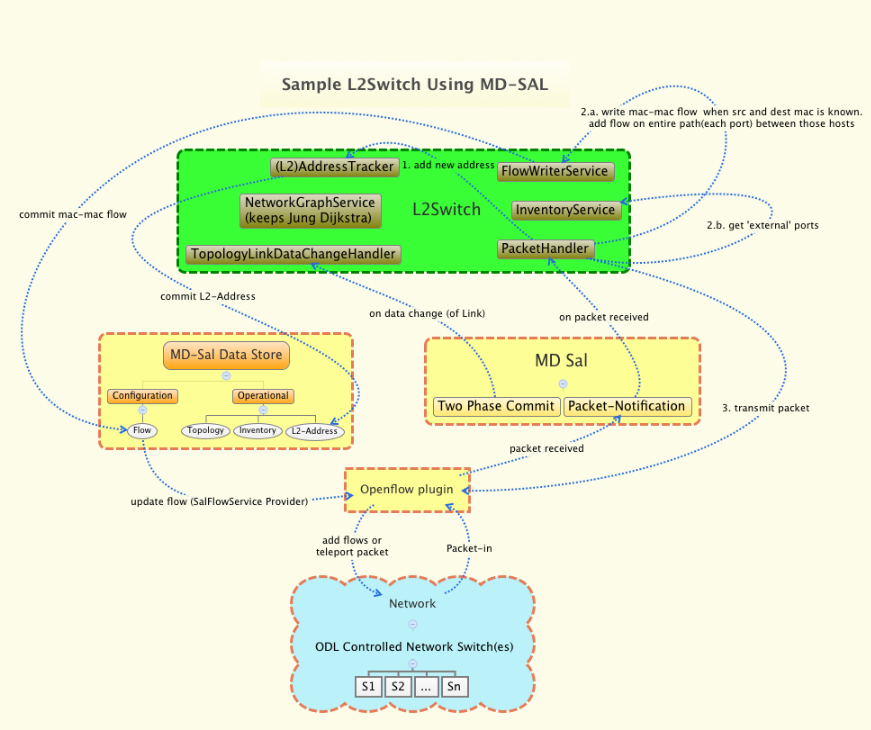 Sample L2Switch Using MD-SAL
2.a. write mac-mac flow  when src and dest mac is known.
add flow on entire path(each port) between those hosts
(L2)AddressTracker
1. add new address
FlowWriterService
NetworkGraphService
(keeps Jung Dijkstra)
L2Switch
InventoryService
commit mac-mac flow
2.b. get 'external' ports
TopologyLinkDataChangeHandler
PacketHandler
commit L2-Address
on data change (of Link)
on packet received
MD-Sal Data Store
MD Sal
Configuration
Operational
Two Phase Commit
Packet-Notification
3. transmit packet
Flow
Topology
Inventory
L2-Address
packet received
Openflow plugin
update flow (SalFlowService Provider)
add flows or
teleport packet
Packet-in
Network
ODL Controlled Network Switch(es)
S1
S2
...
Sn